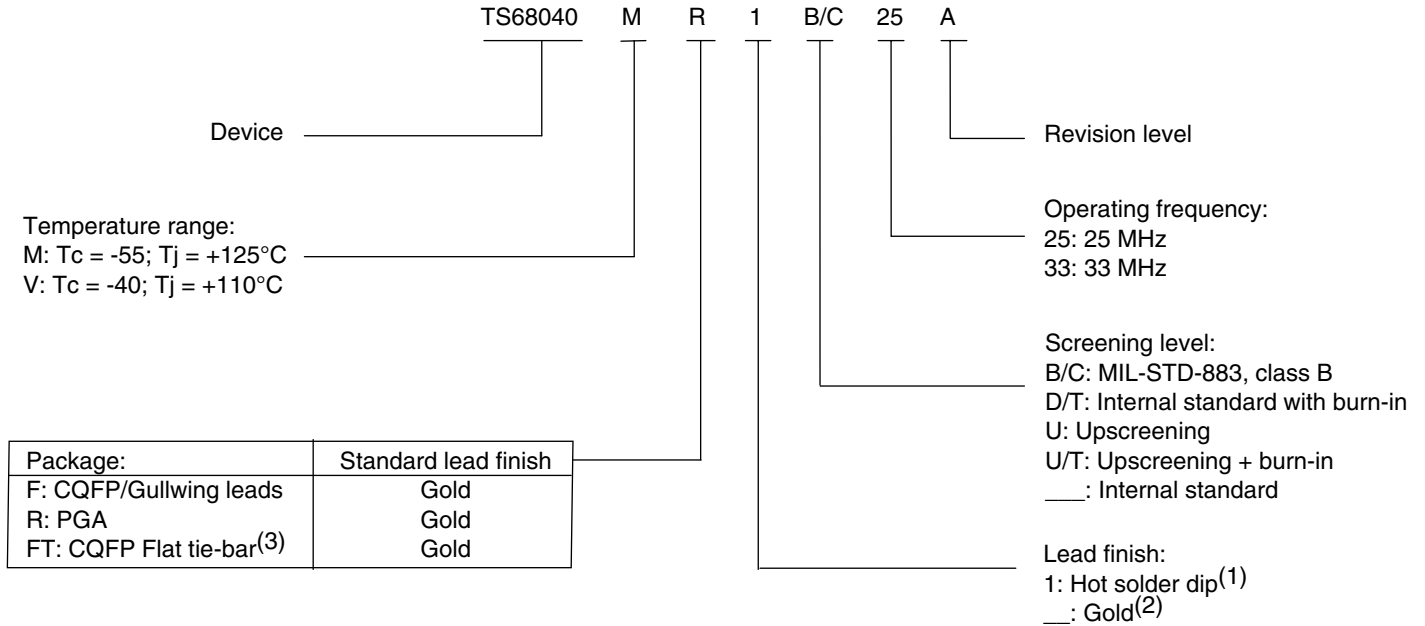 TS68040 M R 1 B/C 25 A
Device
Revision level
Temperature range:
M: Tc = -55; Tj = +125°C
V: Tc = -40; Tj = +110°C
Operating frequency:
25: 25 MHz
33: 33 MHz
Screening level:
B/C: MIL-STD-883, class B
D/T: Internal standard with burn-in
U: Upscreening
U/T: Upscreening + burn-in
___: Internal standard
Package: Standard lead finish
F: CQFP/Gullwing leads Gold
R: PGA Gold
FT: CQFP Flat tie-bar(3) Gold
Lead finish:
1: Hot solder dip(1)
__: Gold(2)